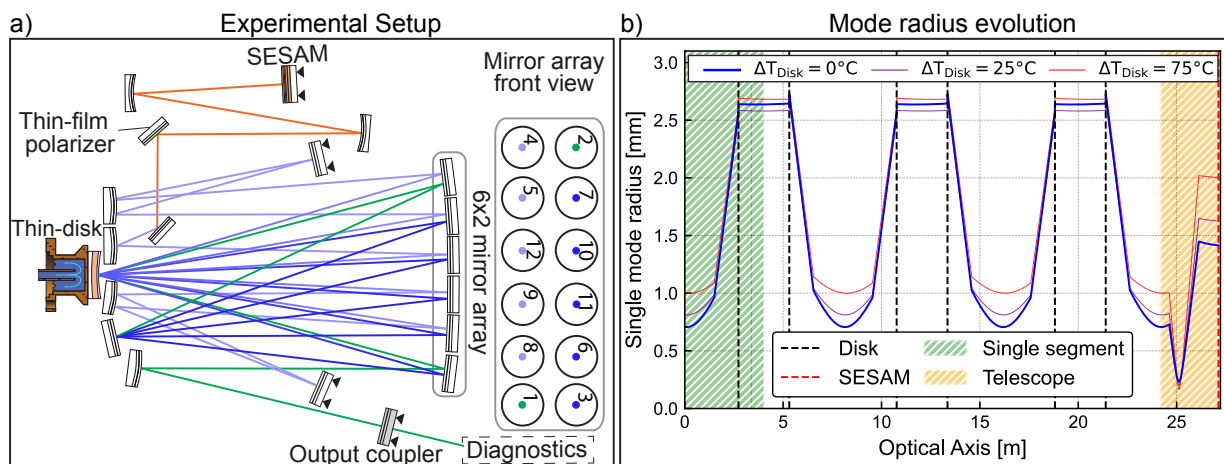 a) Experimental Setup
SESAM
Mirror array
front view
Thin-film
polarizer
Thin-disk
6x2 mirror array
4 2
5 7
12 10
9 11
8 6
1 3
Output coupler
Diagnostics
b) Mode radius evolution
ΔT_Disk = 0°C ΔT_Disk = 25°C ΔT_Disk = 75°C
Single mode radius [mm]
3.0
2.5
2.0
1.5
1.0
0.5
0.0
Disk Single segment
SESAM Telescope
0 5 10 15 20 25
Optical Axis [m]